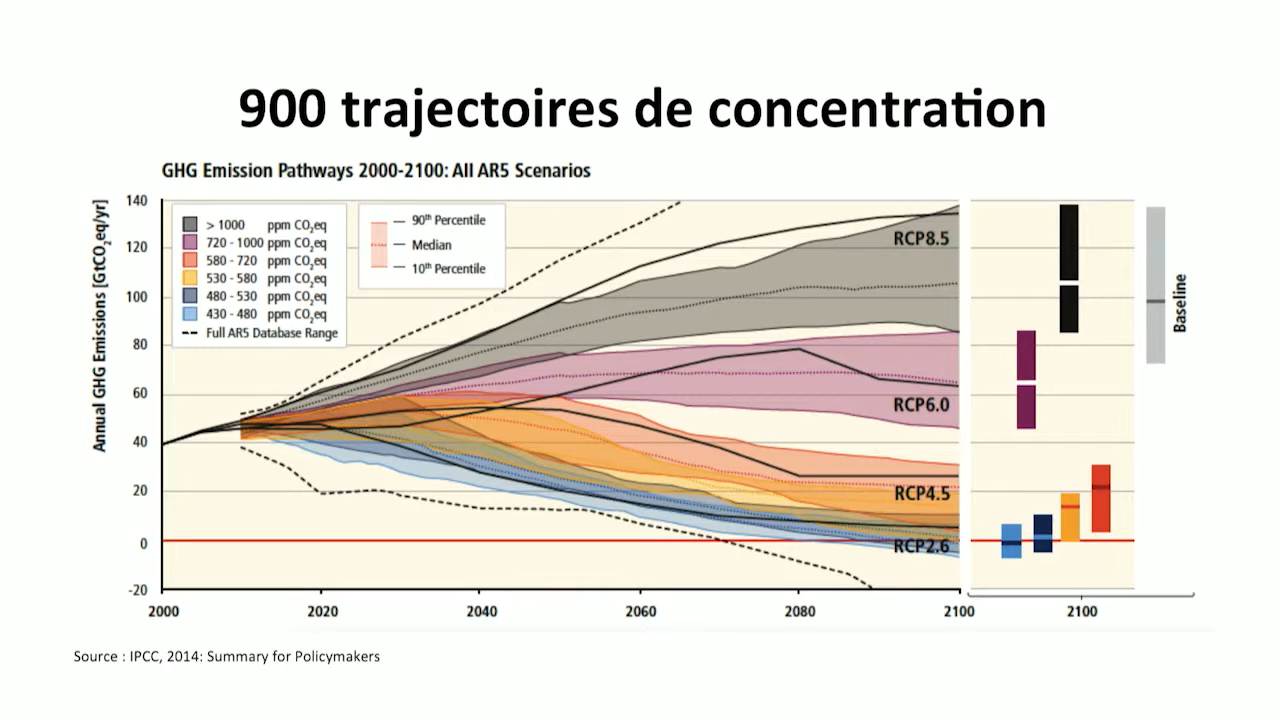 900 trajectoires de concentration
GHG Emission Pathways 2000-2100: All AR5 Scenarios
Annual GHG Emissions [GtCO₂eq/yr]
140
120
100
80
60
40
20
0
-20
> 1000 ppm CO₂eq
720 - 1000 ppm CO₂eq
580 - 720 ppm CO₂eq
530 - 580 ppm CO₂eq
480 - 530 ppm CO₂eq
430 - 480 ppm CO₂eq
Full AR5 Database Range
90th Percentile
Median
10th Percentile
RCP8.5
RCP6.0
RCP4.5
RCP2.6
Baseline
2000
2020
2040
2060
2080
2100
2100
Source : IPCC, 2014: Summary for Policymakers